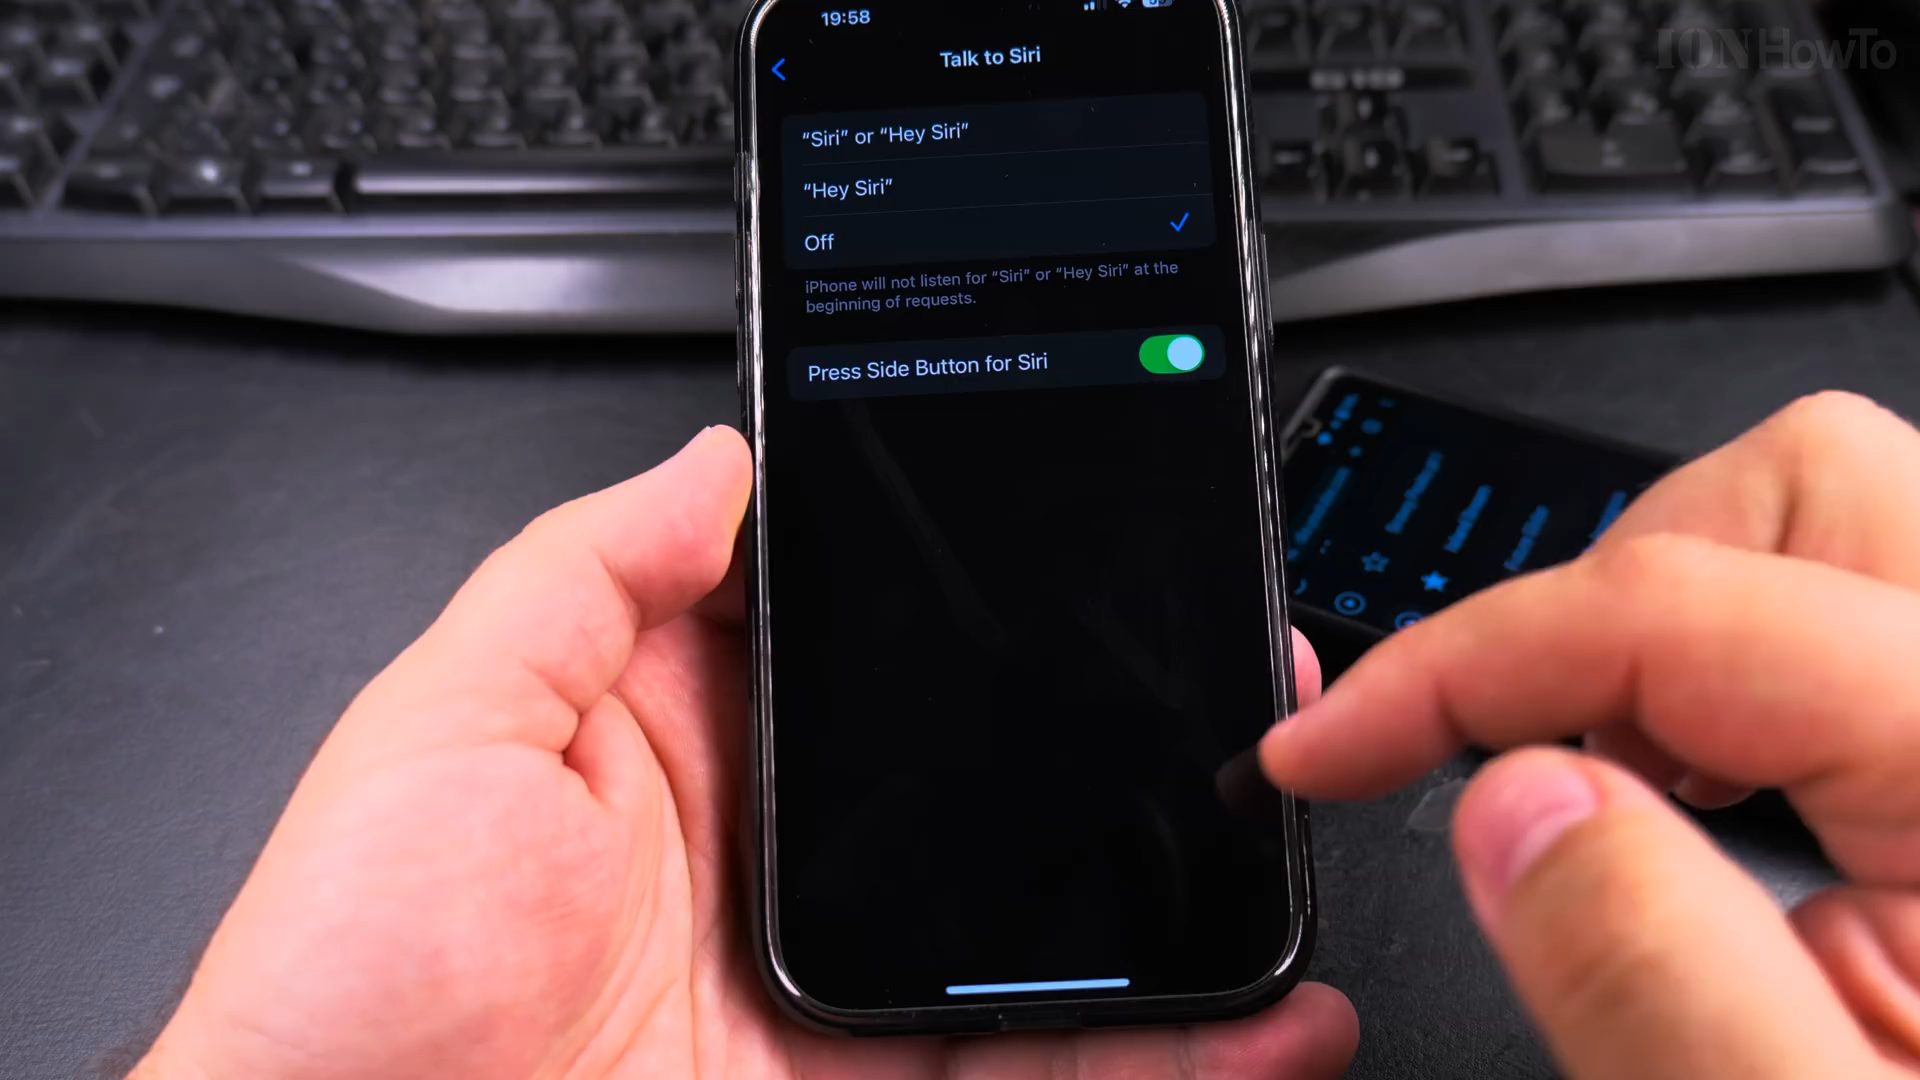 ION HowTo
19:58
Talk to Siri
“Siri” or “Hey Siri”
“Hey Siri”
Off
iPhone will not listen for “Siri” or “Hey Siri” at the
beginning of requests.
Press Side Button for Siri